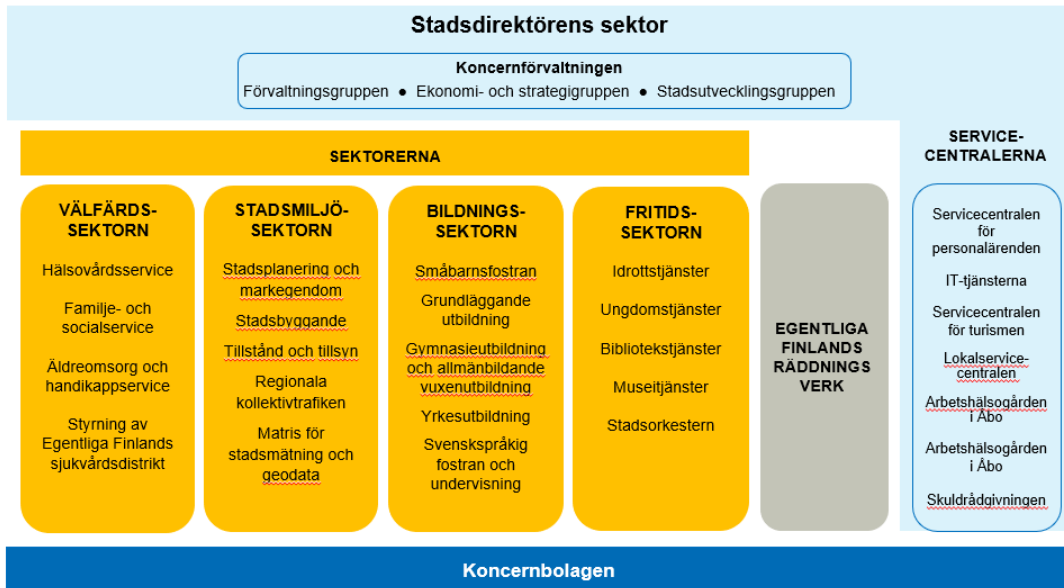 Stadsdirektörens sektor
Koncernförvaltningen
Förvaltningsgruppen ● Ekonomi- och strategigruppen ● Stadsutvecklingsgruppen
SEKTORERNA
VÄLFÄRDS-
SEKTORN
Hälsovårdsservice
Familje- och
socialservice
Äldreomsorg och
handikappservice
Styrning av
Egentliga Finlands
sjukvårdsdistrikt
STADSMILJÖ-
SEKTORN
Stadsplanering och
markegendom
Stadsbyggande
Tillstånd och tillsyn
Regionala
kollektivtrafiken
Matris för
stadsmätning och
geodata
BILDNINGS-
SEKTORN
Småbarnsfostran
Grundläggande
utbildning
Gymnasieutbildning
och allmänbildande
vuxenutbildning
Yrkesutbildning
Svenskspråkig
fostran och
undervisning
FRITIDS-
SEKTORN
Idrottstjänster
Ungdomstjänster
Bibliotekstjänster
Museitjänster
Stadsorkestern
EGENTLIGA
FINLANDS
RÄDDNINGS
VERK
SERVICE-
CENTRALERNA
Servicecentralen
för
personalärenden
IT-tjänsterna
Servicecentralen
för turismen
Lokalservice-
centralen
Arbetshälsogården
i Åbo
Arbetshälsogården
i Åbo
Skuldrådgivningen
Koncernbolagen